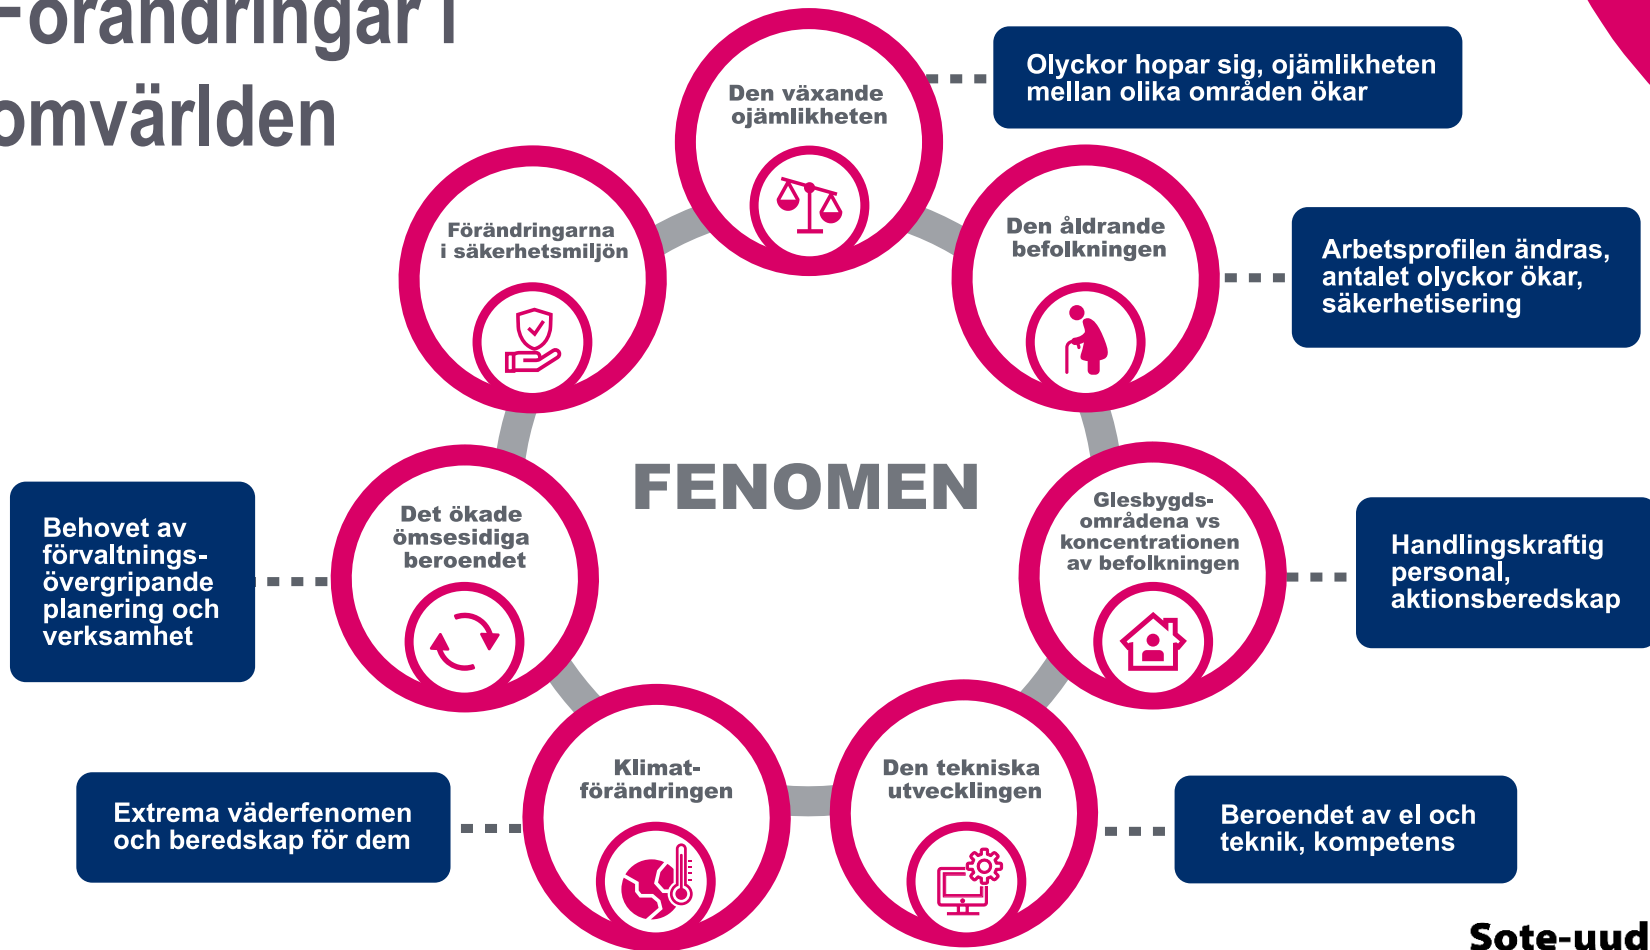 Förändringar i
omvärlden
Den växande
ojämlikheten
Olyckor hopar sig, ojämlikheten
mellan olika områden ökar
Förändringarna
i säkerhetsmiljön
Den åldrande
befolkningen
Arbetsprofilen ändras,
antalet olyckor ökar,
säkerhetisering
FENOMEN
Det ökade
ömsesidiga
beroendet
Behovet av
förvaltnings-
övergripande
planering och
verksamhet
Glesbygds-
områdena vs
koncentrationen
av befolkningen
Handlingskraftig
personal,
aktionsberedskap
Klimat-
förändringen
Extrema väderfenomen
och beredskap för dem
Den tekniska
utvecklingen
Beroendet av el och
teknik, kompetens
Sote-uud